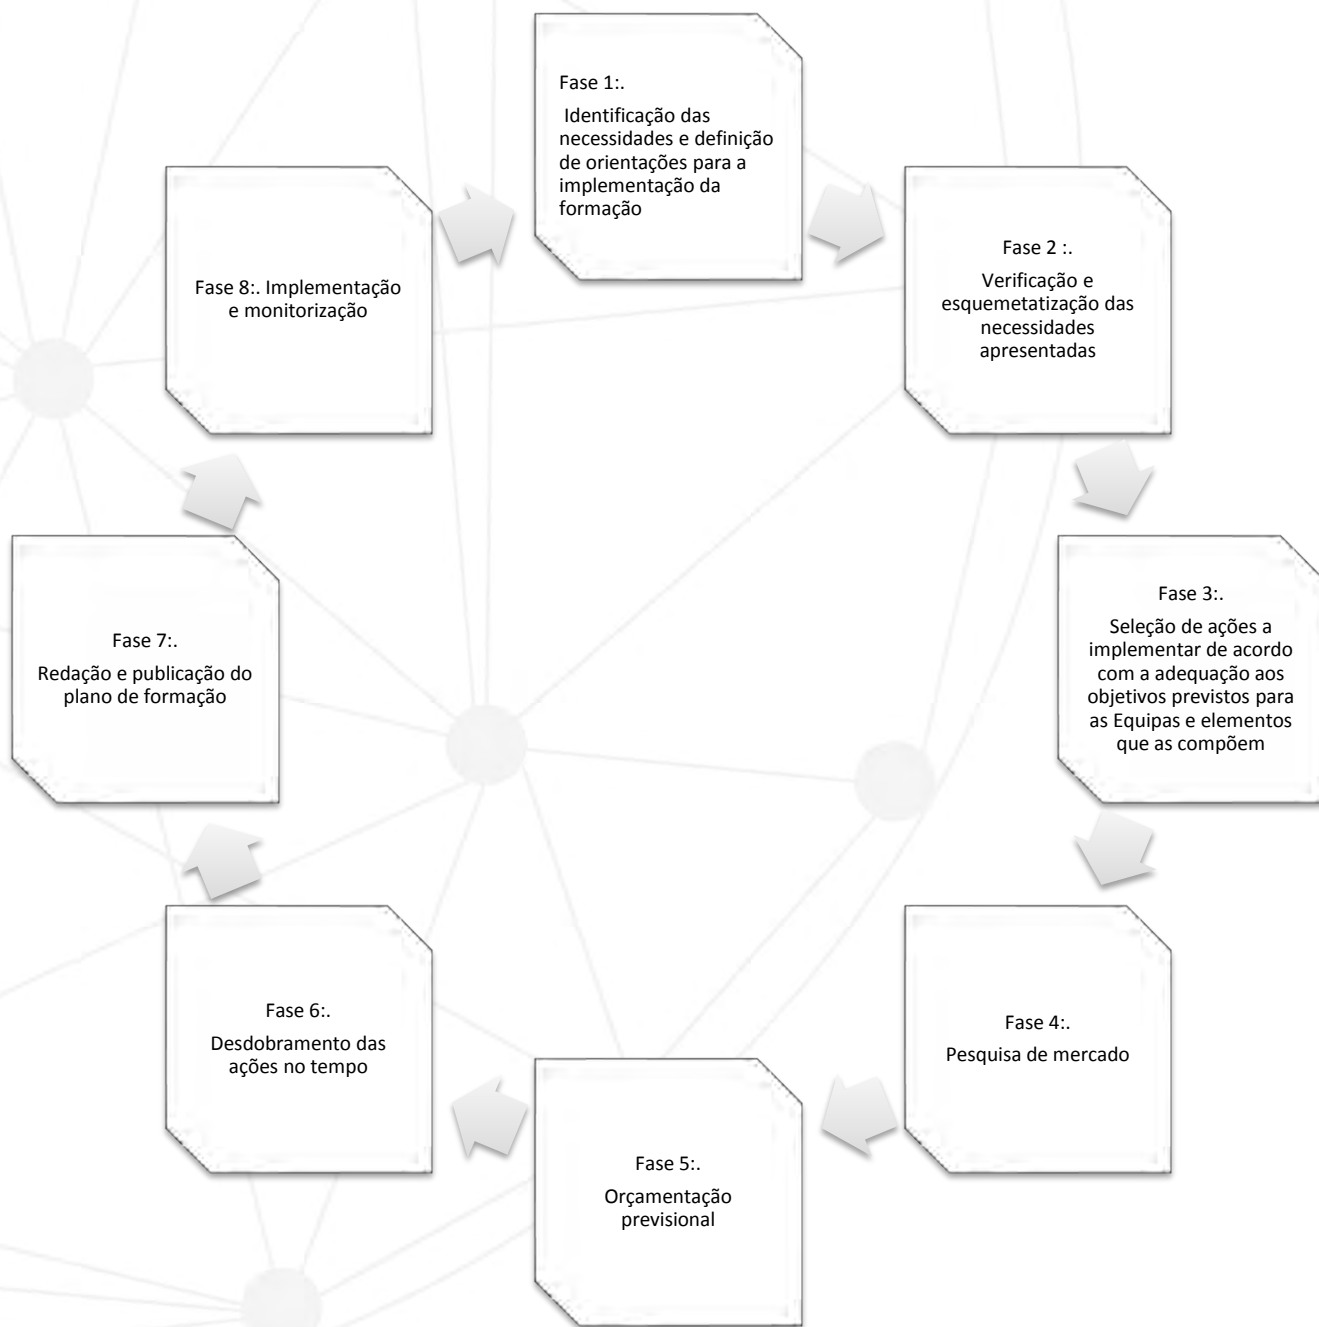 Fase 1:.
Identificação das
necessidades e definição
de orientações para a
implementação da
formação
Fase 2 :.
Verificação e
esquemetatização das
necessidades
apresentadas
Fase 3:.
Seleção de ações a
implementar de acordo
com a adequação aos
objetivos previstos para
as Equipas e elementos
que as compõem
Fase 4:.
Pesquisa de mercado
Fase 5:.
Orçamentação
previsional
Fase 6:.
Desdobramento das
ações no tempo
Fase 7:.
Redação e publicação do
plano de formação
Fase 8:. Implementação
e monitorização